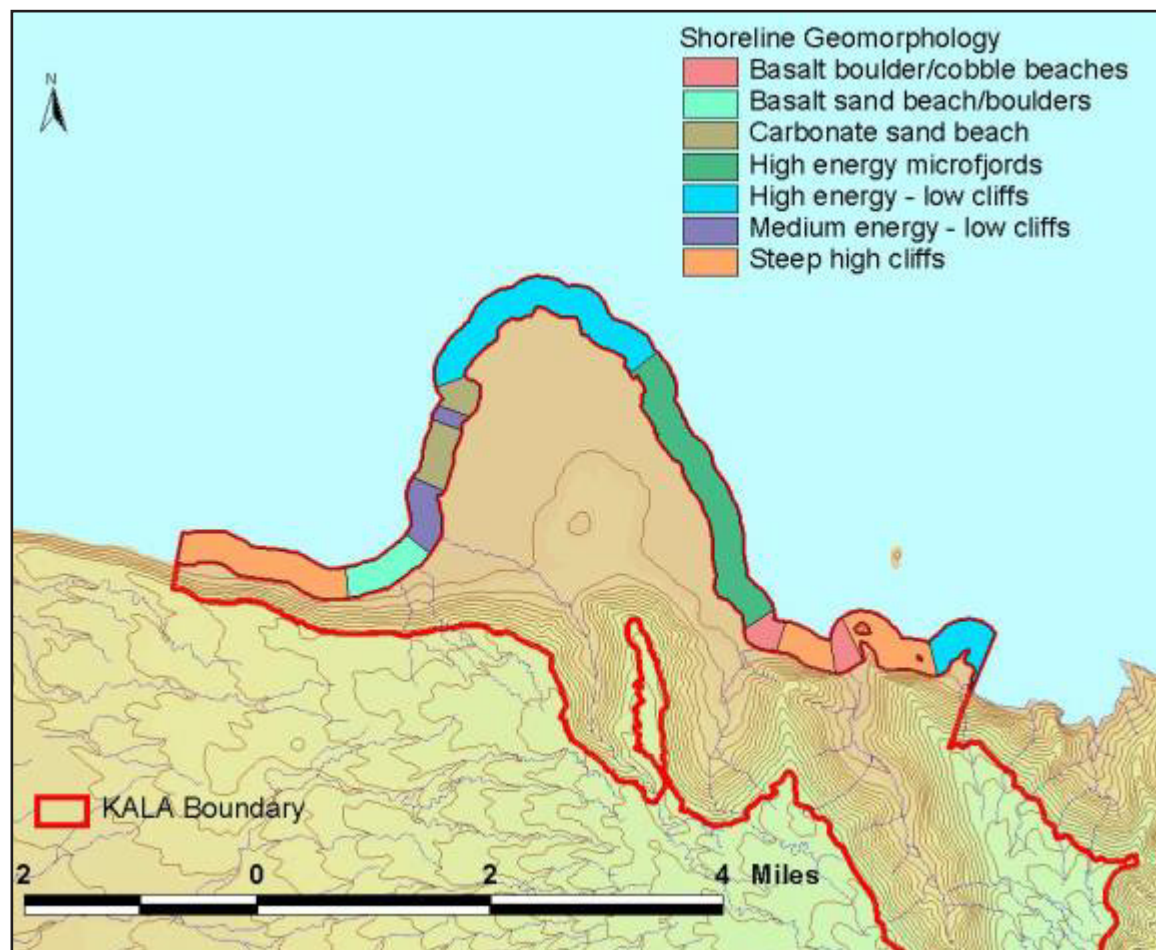 Shoreline Geomorphology
Basalt boulder/cobble beaches
Basalt sand beach/boulders
Carbonate sand beach
High energy microfjords
High energy - low cliffs
Medium energy - low cliffs
Steep high cliffs
N
KALA Boundary
2 0 2 4 Miles